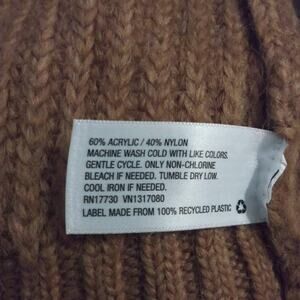 60% ACRYLIC / 40% NYLON
MACHINE WASH COLD WITH LIKE COLORS.
GENTLE CYCLE. ONLY NON-CHLORINE
BLEACH IF NEEDED. TUMBLE DRY LOW.
COOL IRON IF NEEDED.
RN17730 VN1317080
LABEL MADE FROM 100% RECYCLED PLASTIC